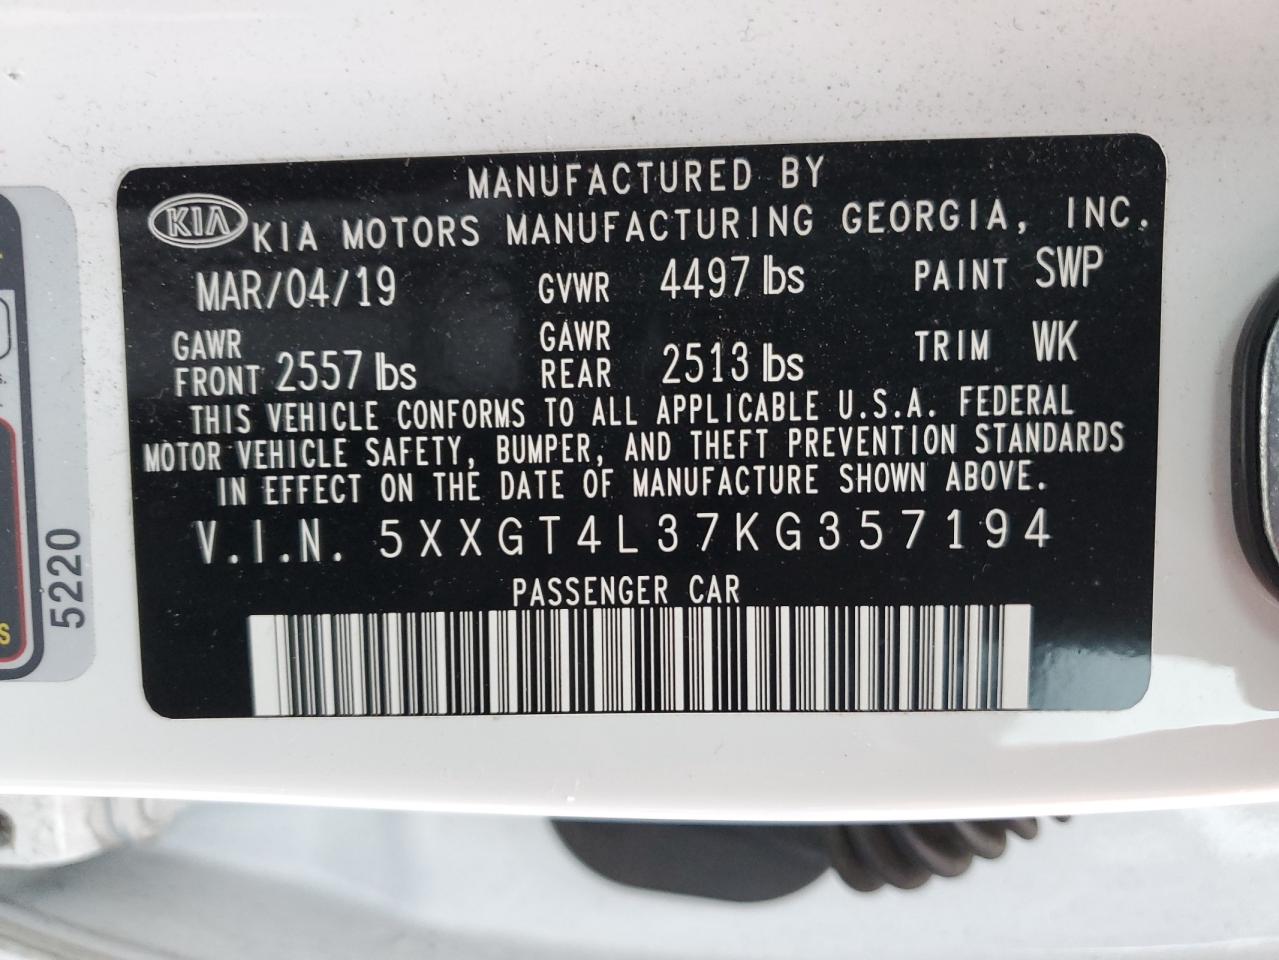 MANUFACTURED BY
KIA KIA MOTORS MANUFACTURING GEORGIA, INC.
MAR/04/19 GVWR 4497 lbs PAINT SWP
GAWR FRONT 2557 lbs GAWR REAR 2513 lbs TRIM WK
THIS VEHICLE CONFORMS TO ALL APPLICABLE U.S.A. FEDERAL
MOTOR VEHICLE SAFETY, BUMPER, AND THEFT PREVENTION STANDARDS
IN EFFECT ON THE DATE OF MANUFACTURE SHOWN ABOVE.
V.I.N. 5XXGT4L37KG357194
PASSENGER CAR
5220